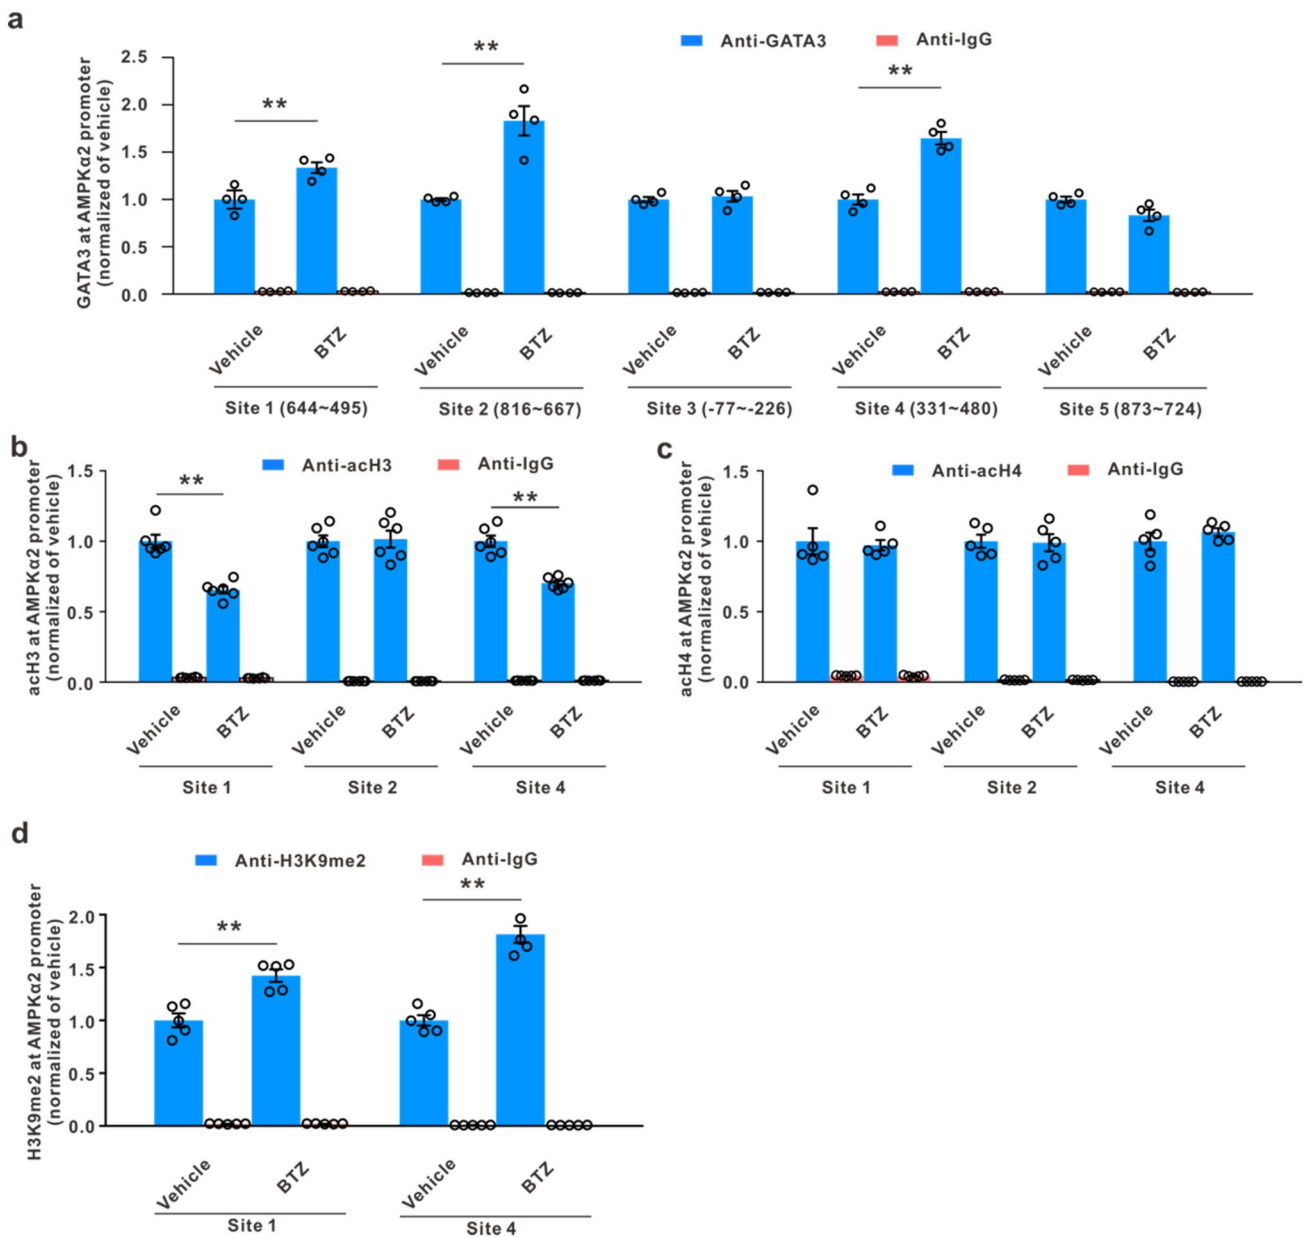 a
Anti-GATA3 Anti-IgG
GATA3 at AMPKα2 promoter
(normalized of vehicle)
2.5
2.0
1.5
1.0
0.5
0.0
** ** **
Vehicle BTZ Vehicle BTZ Vehicle BTZ Vehicle BTZ Vehicle BTZ
Site 1 (644~495) Site 2 (816~667) Site 3 (-77~-226) Site 4 (331~480) Site 5 (873~724)
b
Anti-acH3 Anti-IgG
acH3 at AMPKα2 promoter
(normalized of vehicle)
1.5
1.0
0.5
0.0
** **
Vehicle BTZ Vehicle BTZ Vehicle BTZ
Site 1 Site 2 Site 4
c
Anti-acH4 Anti-IgG
acH4 at AMPKα2 promoter
(normalized of vehicle)
1.5
1.0
0.5
0.0
Vehicle BTZ Vehicle BTZ Vehicle BTZ
Site 1 Site 2 Site 4
d
Anti-H3K9me2 Anti-IgG
H3K9me2 at AMPKα2 promoter
(normalized of vehicle)
2.0
1.5
1.0
0.5
0.0
** **
Vehicle BTZ Vehicle BTZ
Site 1 Site 4